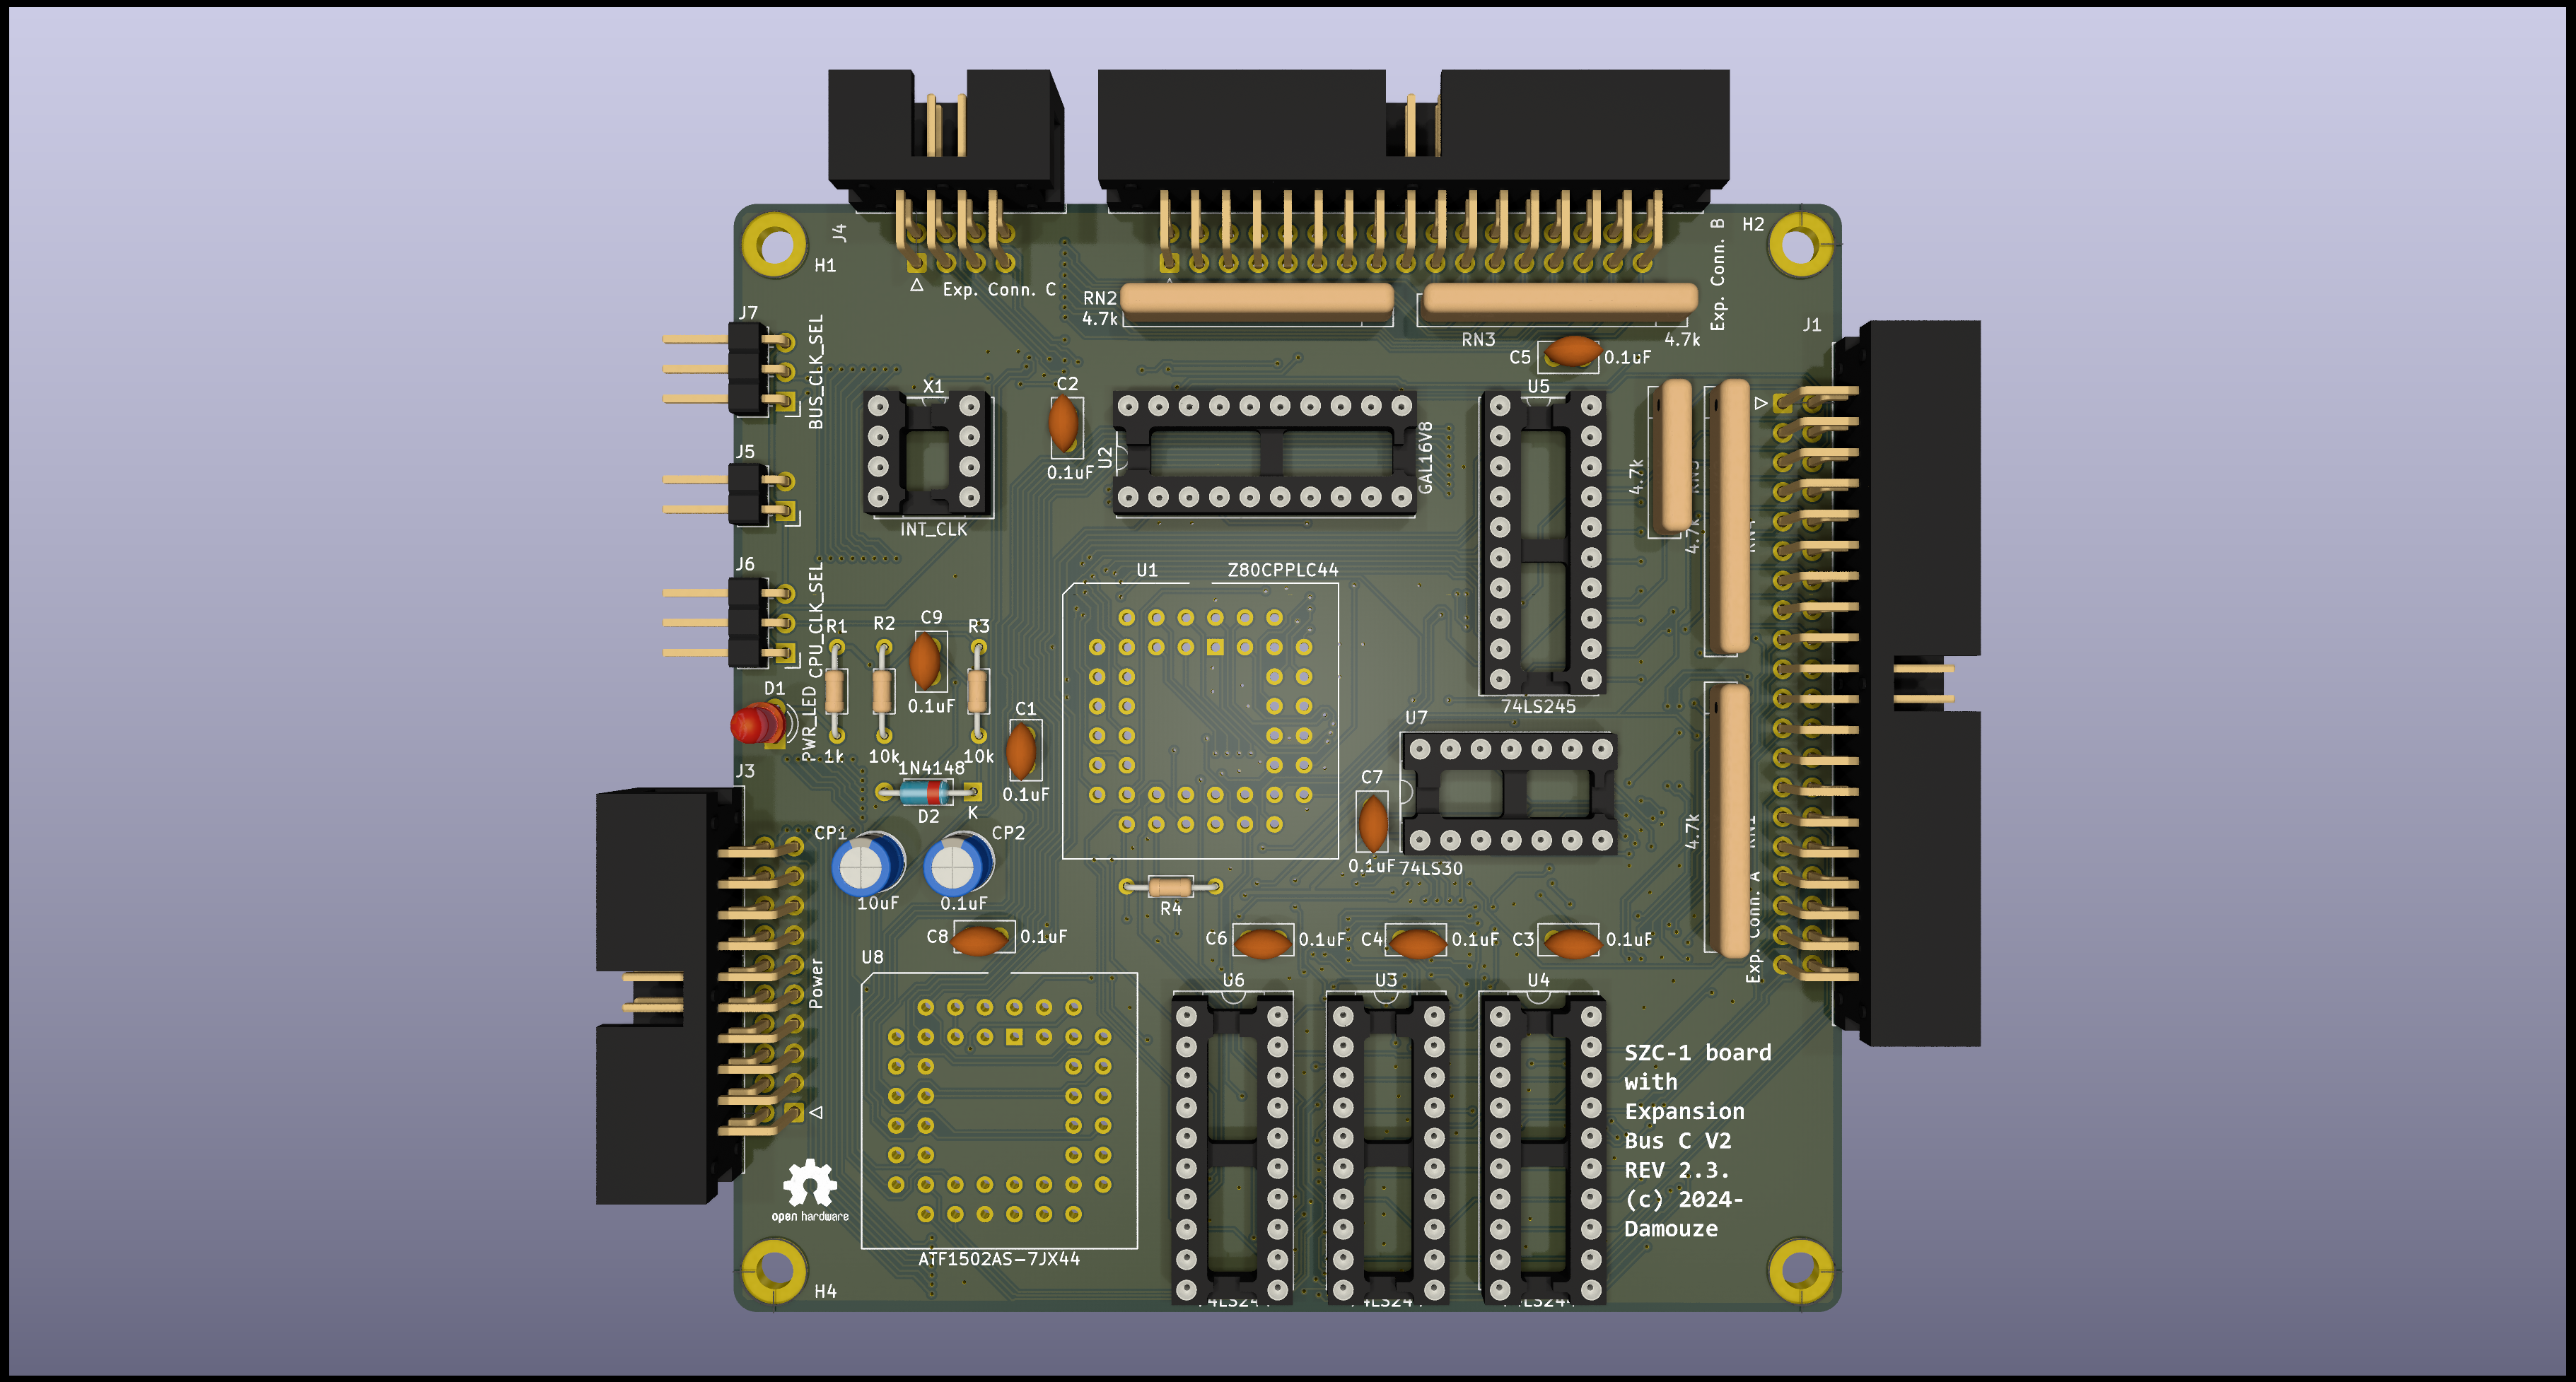 J4
H1
Exp. Conn. C
Exp. Conn. B
H2
RN2
4.7k
RN3
4.7k
J1
J7
BUS_CLK_SEL
C5
0.1uF
X1
INT_CLK
C2
0.1uF
U2
GAL16V8
U5
74LS245
4.7k
4.7k
J5
J6
CPU_CLK_SEL
U1
Z80CPPLC44
R1
R2
C9
R3
1k
10k
0.1uF
10k
D1
PWR_LED
C1
0.1uF
1N4148
D2
K
U7
74LS30
C7
0.1uF
4.7k
RN1
Exp. Conn. A
J3
CP1
CP2
10uF
0.1uF
R4
C8
0.1uF
C6
0.1uF
C4
0.1uF
C3
0.1uF
Power
U8
ATF1502AS-7JX44
U6
U3
U4
SZC-1 board
with
Expansion
Bus C V2
REV 2.3.
(c) 2024-
Damouze
open hardware
H4